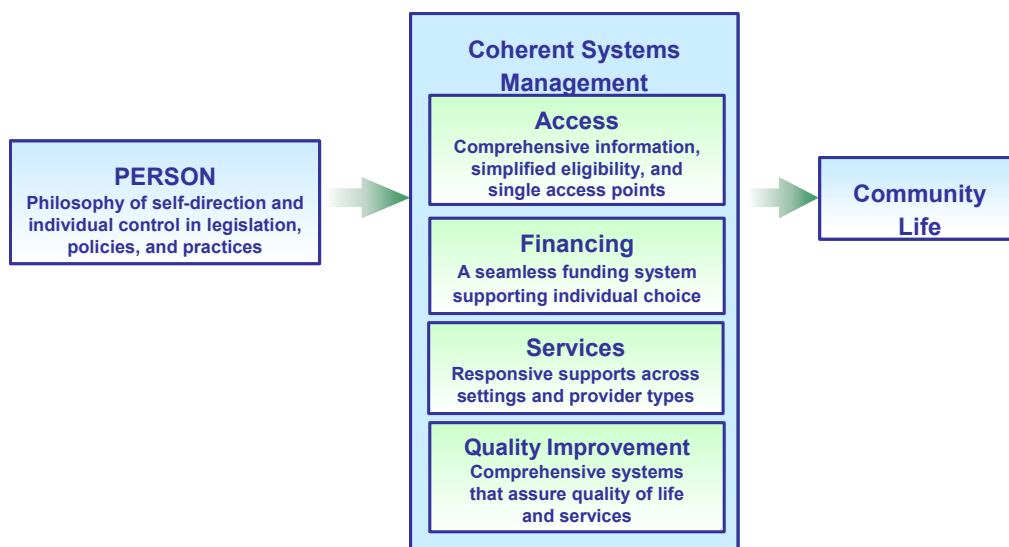 PERSON
Philosophy of self-direction and
individual control in legislation,
policies, and practices
Coherent Systems
Management
Access
Comprehensive information,
simplified eligibility, and
single access points
Financing
A seamless funding system
supporting individual choice
Services
Responsive supports across
settings and provider types
Quality Improvement
Comprehensive systems
that assure quality of life
and services
Community
Life